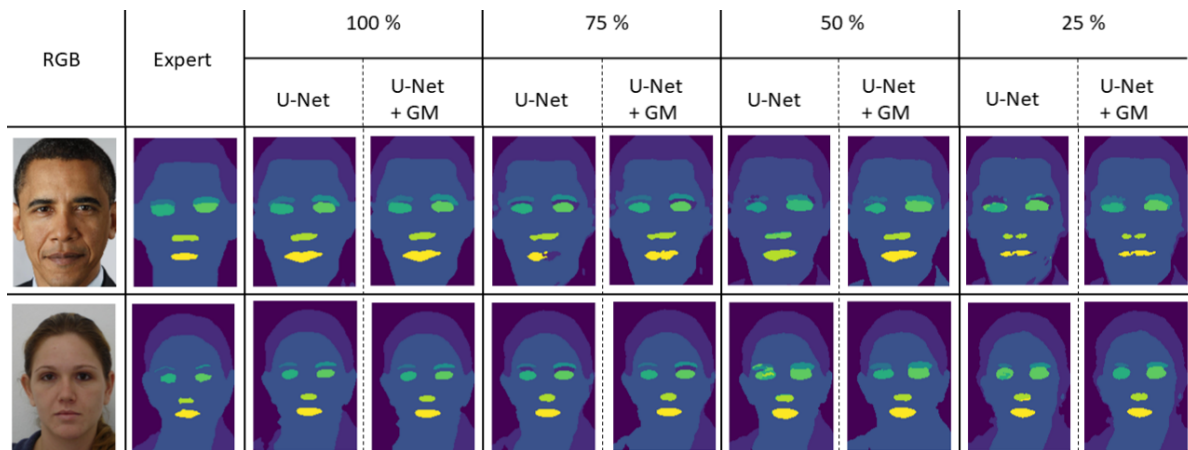 RGB
Expert
100 %
75 %
50 %
25 %
U-Net
U-Net
+ GM
U-Net
U-Net
+ GM
U-Net
U-Net
+ GM
U-Net
U-Net
+ GM